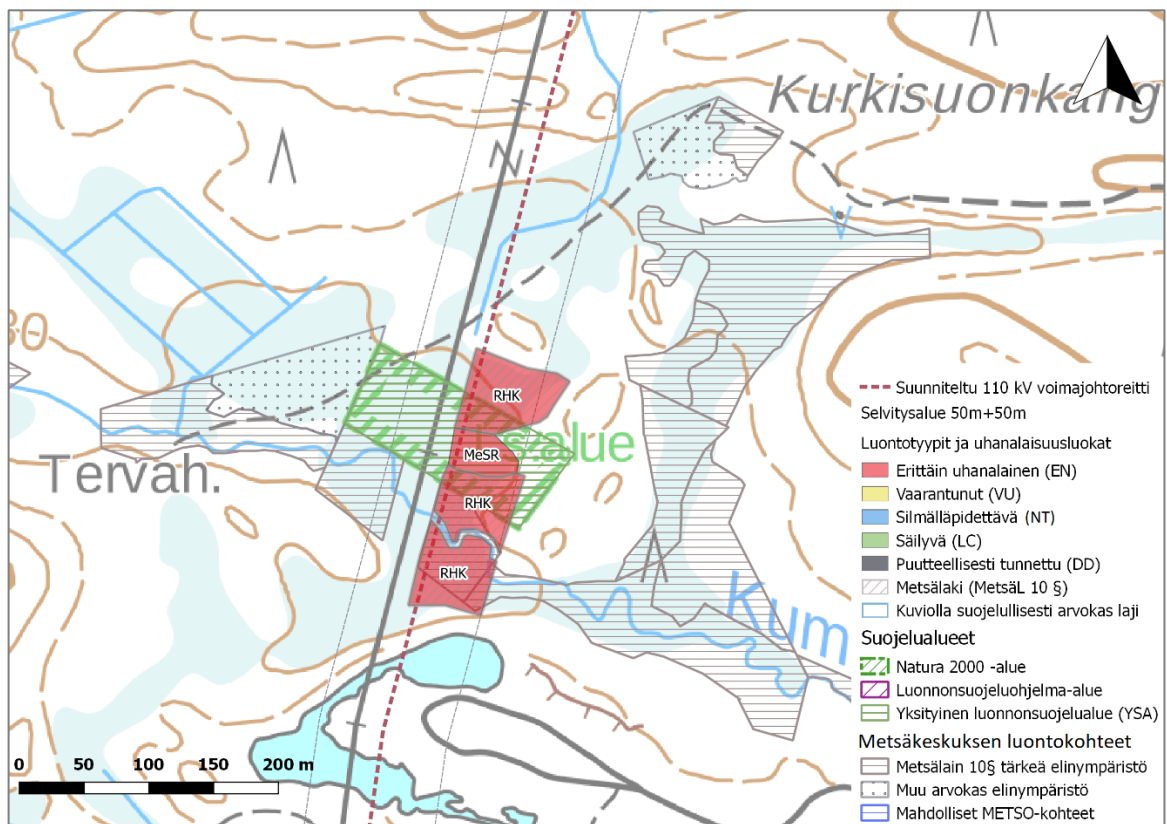 Kurkisuonkang
N
80
RHK
s.alue
MeSR
Tervah.
RHK
RHK
Kum
0 50 100 150 200 m
Suunniteltu 110 kV voimajohtoreitti
Selvitysalue 50m+50m
Luontotyypit ja uhanalaisuusluokat
Erittäin uhanalainen (EN)
Vaarantunut (VU)
Silmälläpidettävä (NT)
Säilyvä (LC)
Puutteellisesti tunnettu (DD)
Metsälaki (MetsäL 10 §)
Kuviolla suojelullisesti arvokas laji
Suojelualueet
Natura 2000 -alue
Luonnonsuojeluohjelma-alue
Yksityinen luonnonsuojelualue (YSA)
Metsäkeskuksen luontokohteet
Metsälain 10§ tärkeä elinympäristö
Muu arvokas elinympäristö
Mahdolliset METSO-kohteet